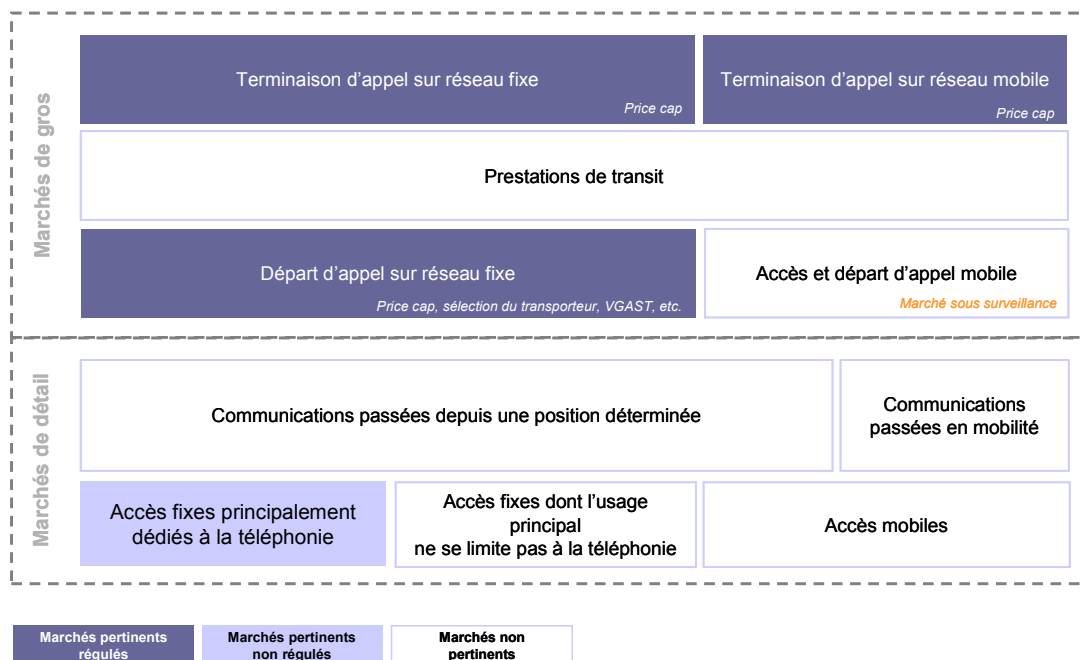 Marchés de gros
Terminaison d'appel sur réseau fixe
Price cap
Terminaison d'appel sur réseau mobile
Price cap
Prestations de transit
Départ d'appel sur réseau fixe
Price cap, sélection du transporteur, VGAST, etc.
Accès et départ d'appel mobile
Marché sous surveillance
Marchés de détail
Communications passées depuis une position déterminée
Communications
passées en mobilité
Accès fixes principalement
dédiés à la téléphonie
Accès fixes dont l'usage
principal
ne se limite pas à la téléphonie
Accès mobiles
Marchés pertinents
régulés
Marchés pertinents
non régulés
Marchés non
pertinents